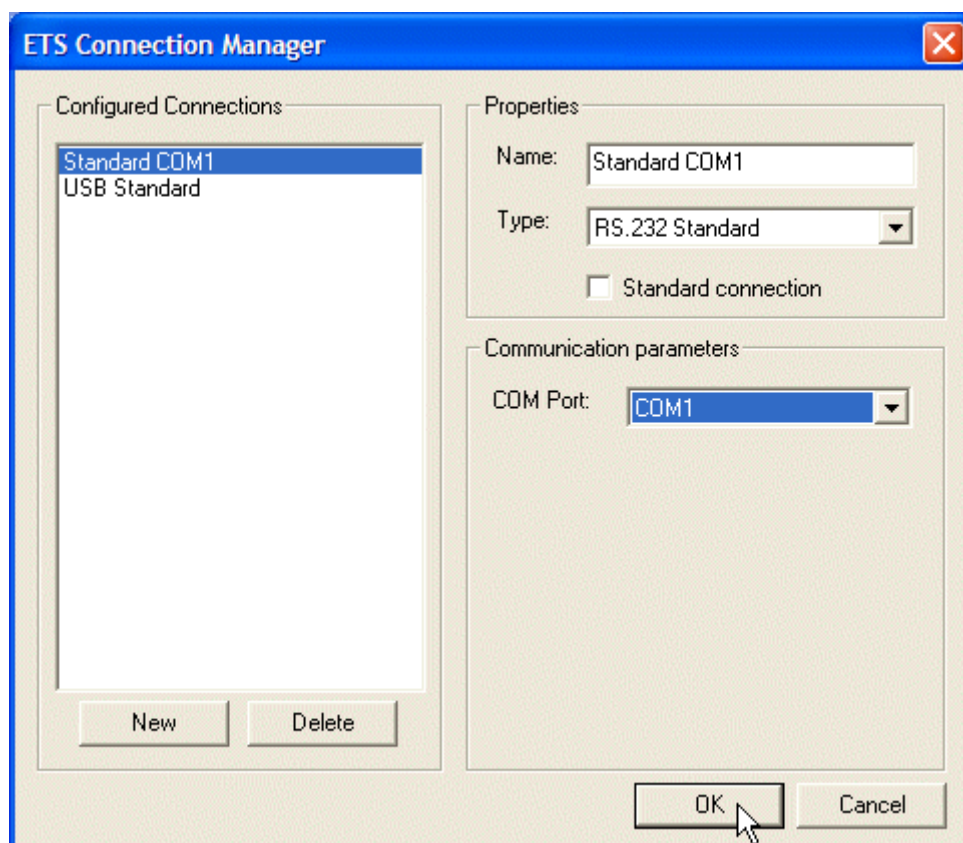 ETS Connection Manager
Configured Connections
Standard COM1
USB Standard
New
Delete
Properties
Name:
Standard COM1
Type:
RS.232 Standard
Standard connection
Communication parameters
COM Port:
COM1
OK
Cancel